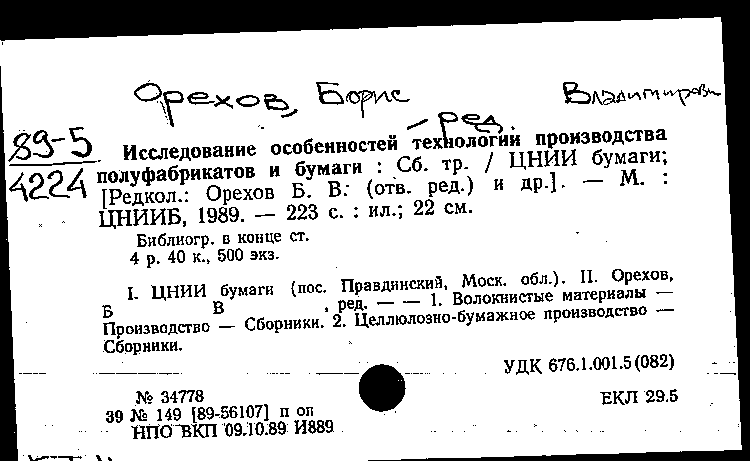 Орехов, Борис Владимирови
– ред.
89-5
4224
Исследование особенностей технологии производства
полуфабрикатов и бумаги : Сб. тр. / ЦНИИ бумаги;
[Редкол.: Орехов Б. В. (отв. ред.) и др.]. — М. :
ЦНИИБ, 1989. — 223 с. : ил.; 22 см.
Библиогр. в конце ст.
4 р. 40 к., 500 экз.
I. ЦНИИ бумаги (пос. Правдинский, Моск. обл.). II. Орехов,
Б В , ред. — — 1. Волокнистые материалы —
Производство — Сборники. 2. Целлюлозно-бумажное производство —
Сборники.
УДК 676.1.001.5(082)
№ 34778
39 № 149 [89-56107] п оп
ЕКЛ 29.5
НПО ВКП 09.10.89 И889